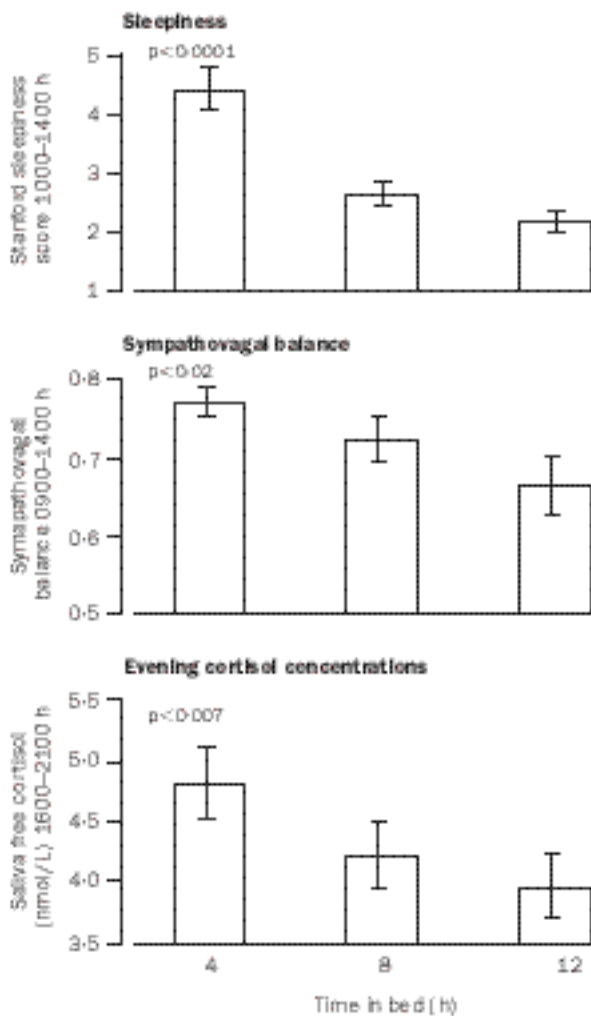 Sleepiness
p<0·0001
Stanford sleepiness
score 1000–1400 h
5
4
3
2
1
Sympathovagal balance
p<0·02
Symapathovagal
balance 0900–1400 h
0·8
0·7
0·6
0·5
Evening cortisol concentrations
p<0·007
Saliva free cortisol
(nmol/L) 1600–2100 h
5·5
5·0
4·5
4·0
3·5
4 8 12
Time in bed (h)